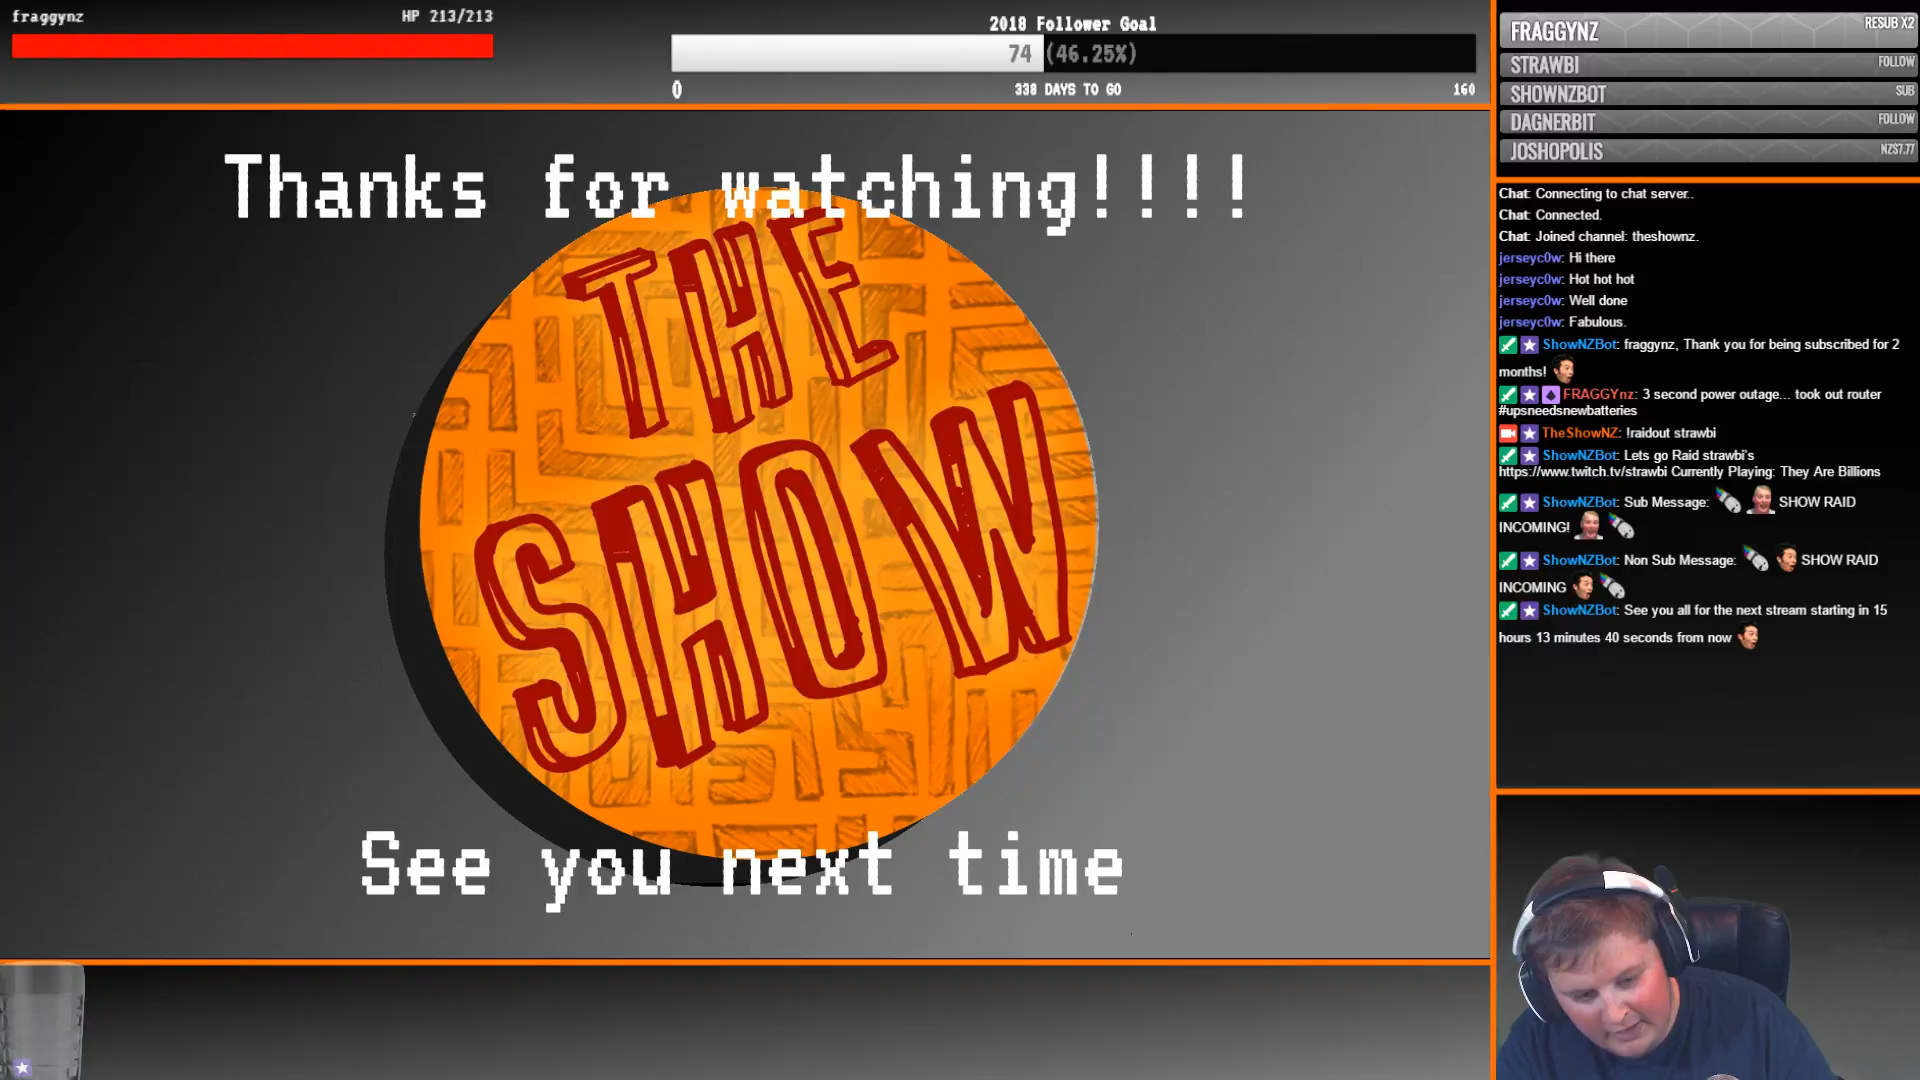 fraggynz
HP 213/213
2018 Follower Goal
74 (46.25%)
0
338 DAYS TO GO
160
Thanks for watching!!!!
THE
SHOW
See you next time
FRAGGYNZ
RESUB X2
STRAWBI
FOLLOW
SHOWNZBOT
SUB
DAGNERBIT
FOLLOW
JOSHOPOLIS
NZ$7.77
Chat: Connecting to chat server..
Chat: Connected.
Chat: Joined channel: theshownz.
jerseyc0w: Hi there
jerseyc0w: Hot hot hot
jerseyc0w: Well done
jerseyc0w: Fabulous.
ShowNZBot: fraggynz, Thank you for being subscribed for 2
months!
FRAGGYnz: 3 second power outage... took out router
#upsneedsnewbatteries
TheShowNZ: !raidout strawbi
ShowNZBot: Lets go Raid strawbi's
https://www.twitch.tv/strawbi Currently Playing: They Are Billions
ShowNZBot: Sub Message: SHOW RAID
INCOMING!
ShowNZBot: Non Sub Message: SHOW RAID
INCOMING
ShowNZBot: See you all for the next stream starting in 15
hours 13 minutes 40 seconds from now